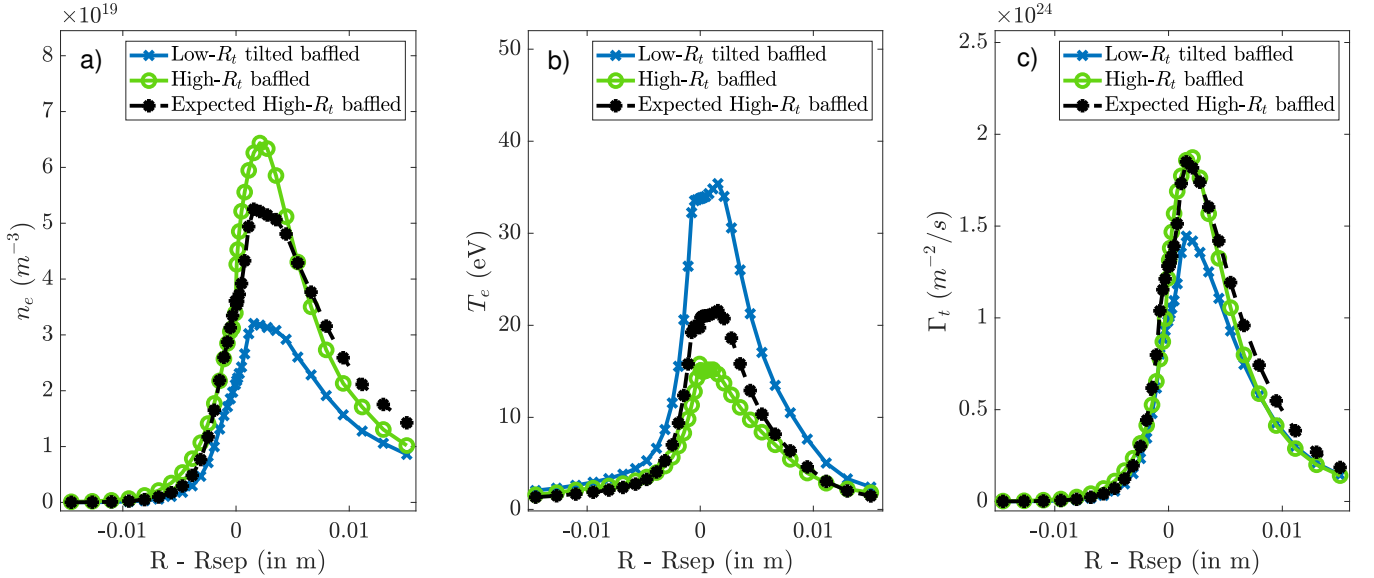 ×10^19
a)
Low-R_t tilted baffled
High-R_t baffled
Expected High-R_t baffled
8
7
6
5
4
3
2
1
0
n_e (m^−3)
-0.01
0
0.01
R - Rsep (in m)
b)
Low-R_t tilted baffled
High-R_t baffled
Expected High-R_t baffled
50
40
30
20
10
0
T_e (eV)
-0.01
0
0.01
R - Rsep (in m)
×10^24
c)
Low-R_t tilted baffled
High-R_t baffled
Expected High-R_t baffled
2.5
2
1.5
1
0.5
0
Γ_t (m^−2/s)
-0.01
0
0.01
R - Rsep (in m)